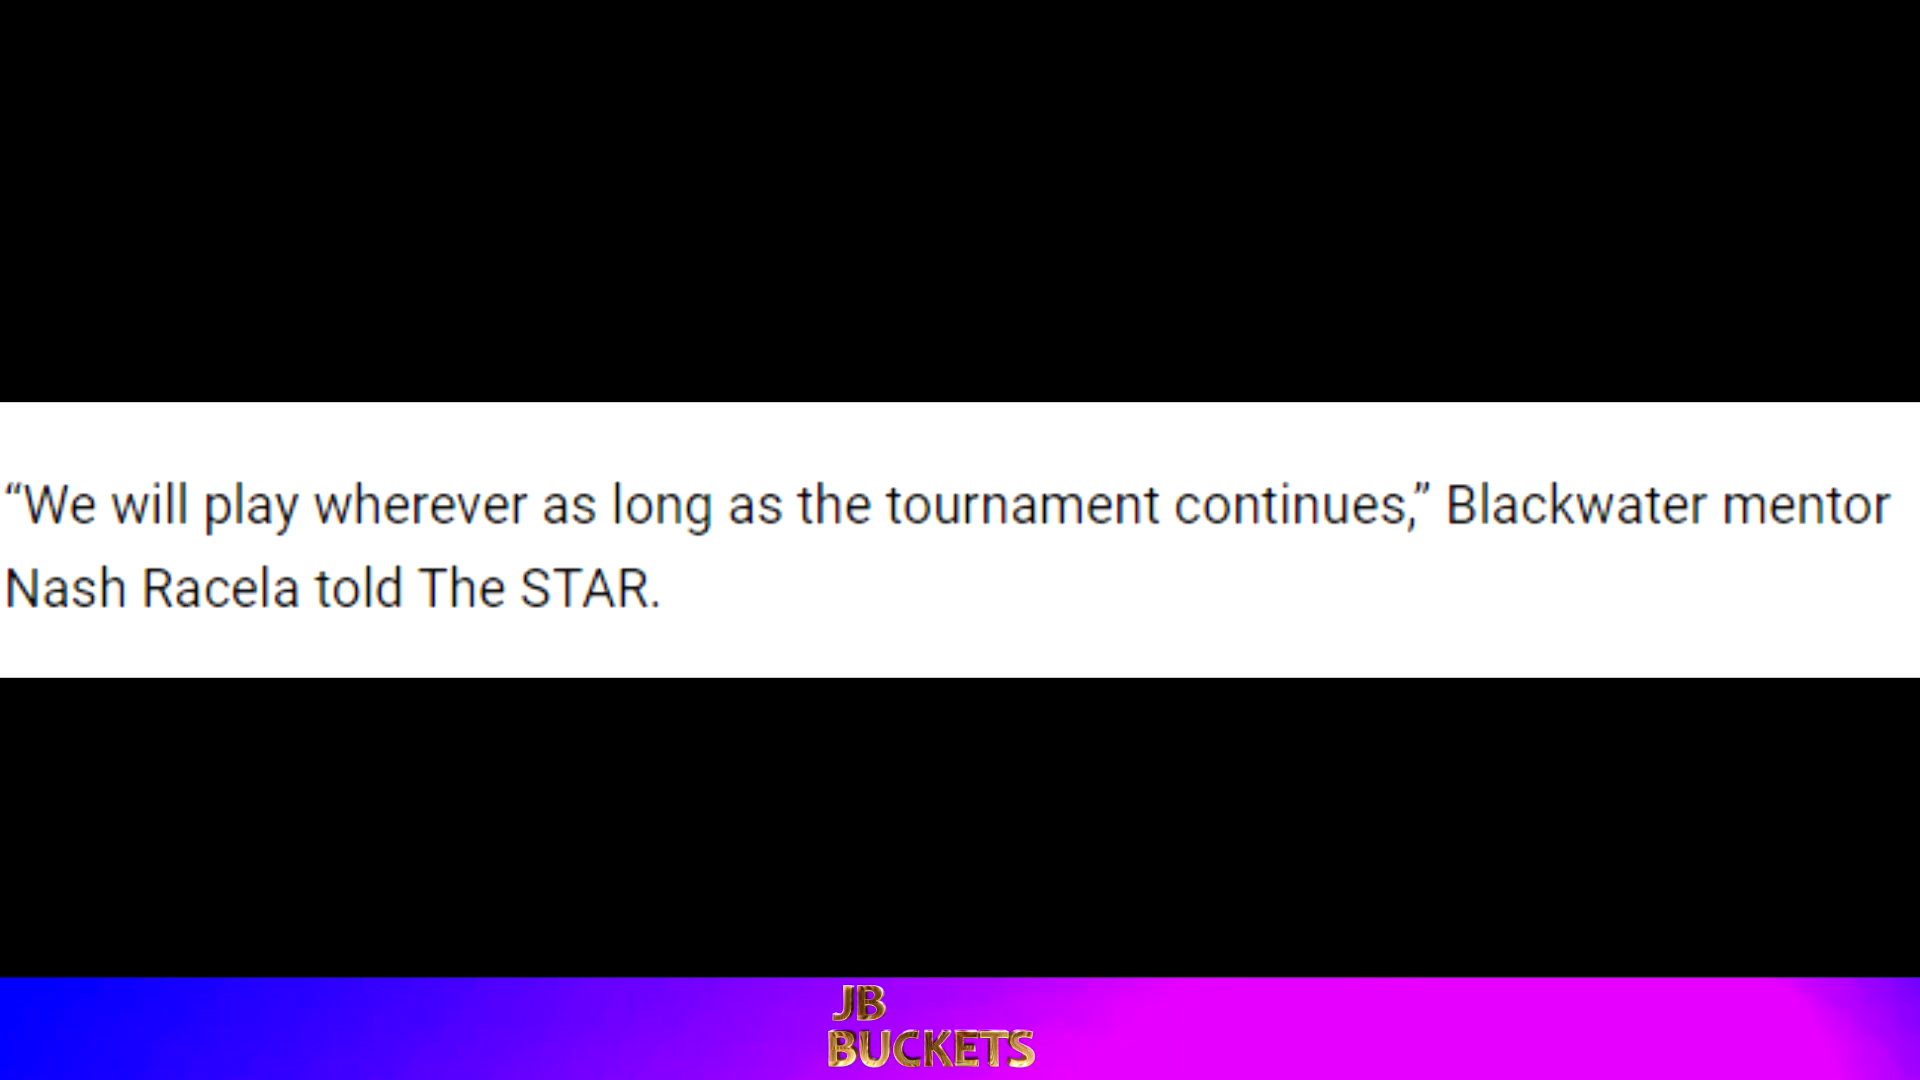 “We will play wherever as long as the tournament continues,” Blackwater mentor
Nash Racela told The STAR.
JB
BUCKETS